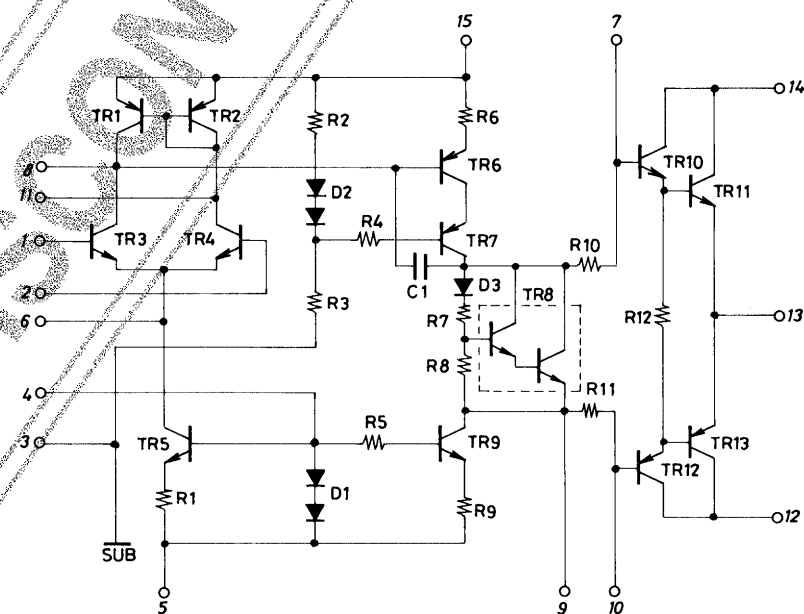 15 7
14
TR1 TR2 R2 R6
8 TR6 TR10
D2 TR11
11
1 TR3 TR4 R4 TR7
R10
C1 D3 TR8
2
6 R3 R7 R12 13
R8
4 R11
3 TR5 R5 TR9 TR12 TR13
R1 D1 R9
12
SUB
5 9 10
SCON